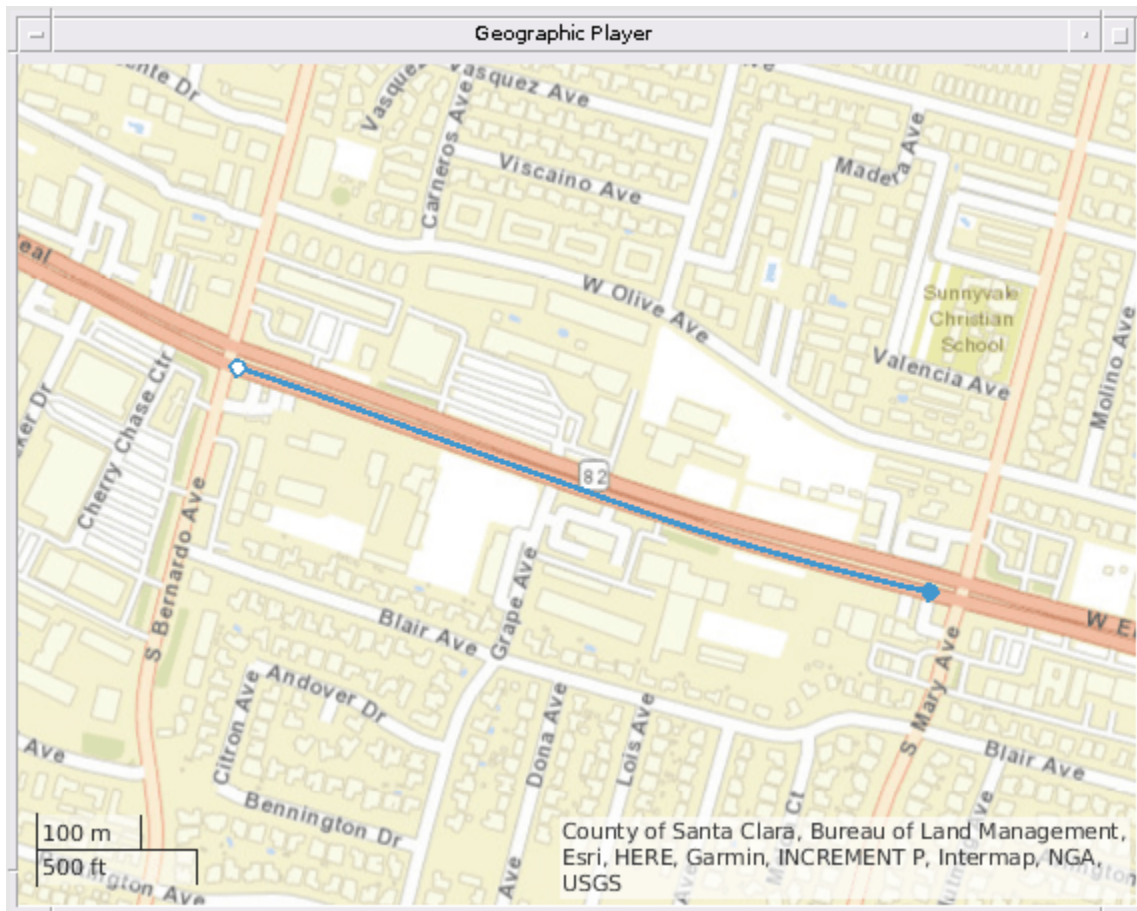 Geographic Player
Vasquez Ave
Viscaino Ave
Carneros Ave
Madera Ave
W Olive Ave
Sunnyvale
Christian
School
Valencia Ave
Molino Ave
Cherry Chase Ctr
82
S Bernardo Ave
Grape Ave
Blair Ave
Andover Dr
Citron Ave
Dona Ave
Lois Ave
S Mary Ave
Blair Ave
Ave
Bennington Dr
Ave
100 m
500 ft
County of Santa Clara, Bureau of Land Management,
Esri, HERE, Garmin, INCREMENT P, Intermap, NGA,
USGS